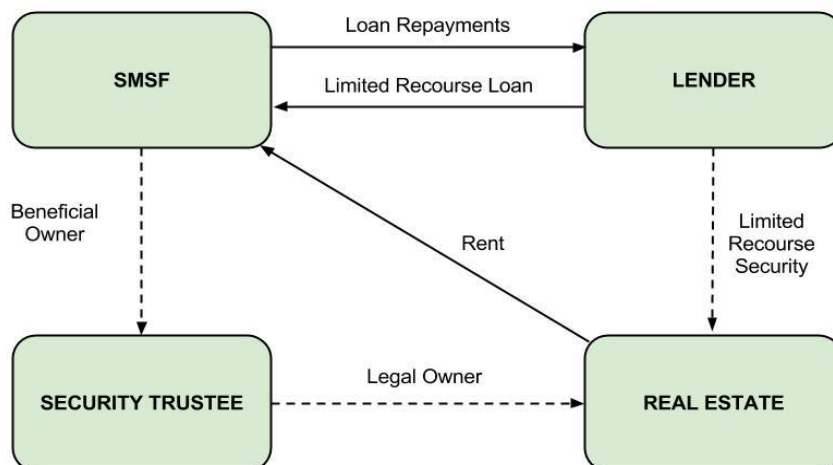 Loan Repayments
SMSF
LENDER
Limited Recourse Loan
Beneficial
Owner
Rent
Limited
Recourse
Security
Legal Owner
SECURITY TRUSTEE
REAL ESTATE